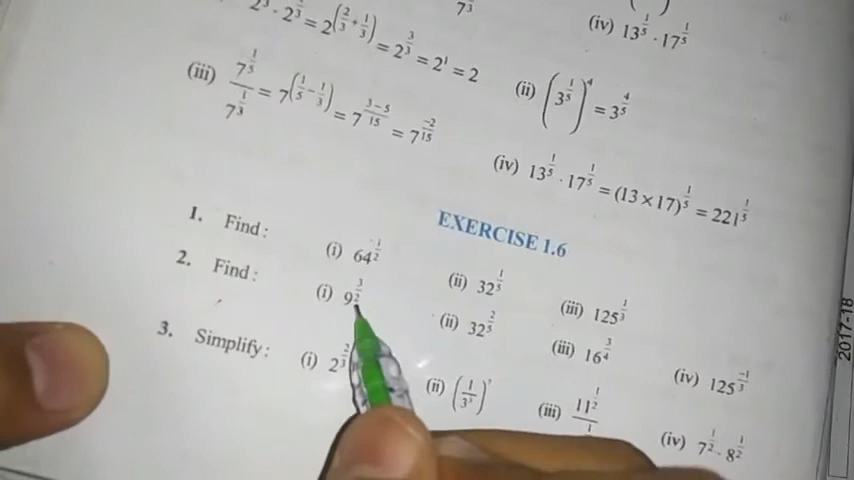 2^{3} · 2^{3} = 2^{(2/3 + 1/3)} = 2^{3/3} = 2^{1} = 2
7^{1/3}
(iv) 13^{1/5} · 17^{1/5}
(iii) 7^{1/5} / 7^{1/3} = 7^{(1/5 − 1/3)} = 7^{(3−5)/15} = 7^{−2/15}
(ii) (3^{1/5})^{4} = 3^{4/5}
(iv) 13^{1/5} · 17^{1/5} = (13 × 17)^{1/5} = 221^{1/5}
EXERCISE 1.6
1. Find : (i) 64^{1/2} (ii) 32^{1/5} (iii) 125^{1/3}
2. Find : (i) 9^{3/2} (ii) 32^{2/5} (iii) 16^{3/4} (iv) 125^{−1/3}
3. Simplify : (i) 2^{2/3} (ii) (1/3^{3})^{7} (iii) 11^{1/2} (iv) 7^{1/2} · 8^{1/2}
2017-18